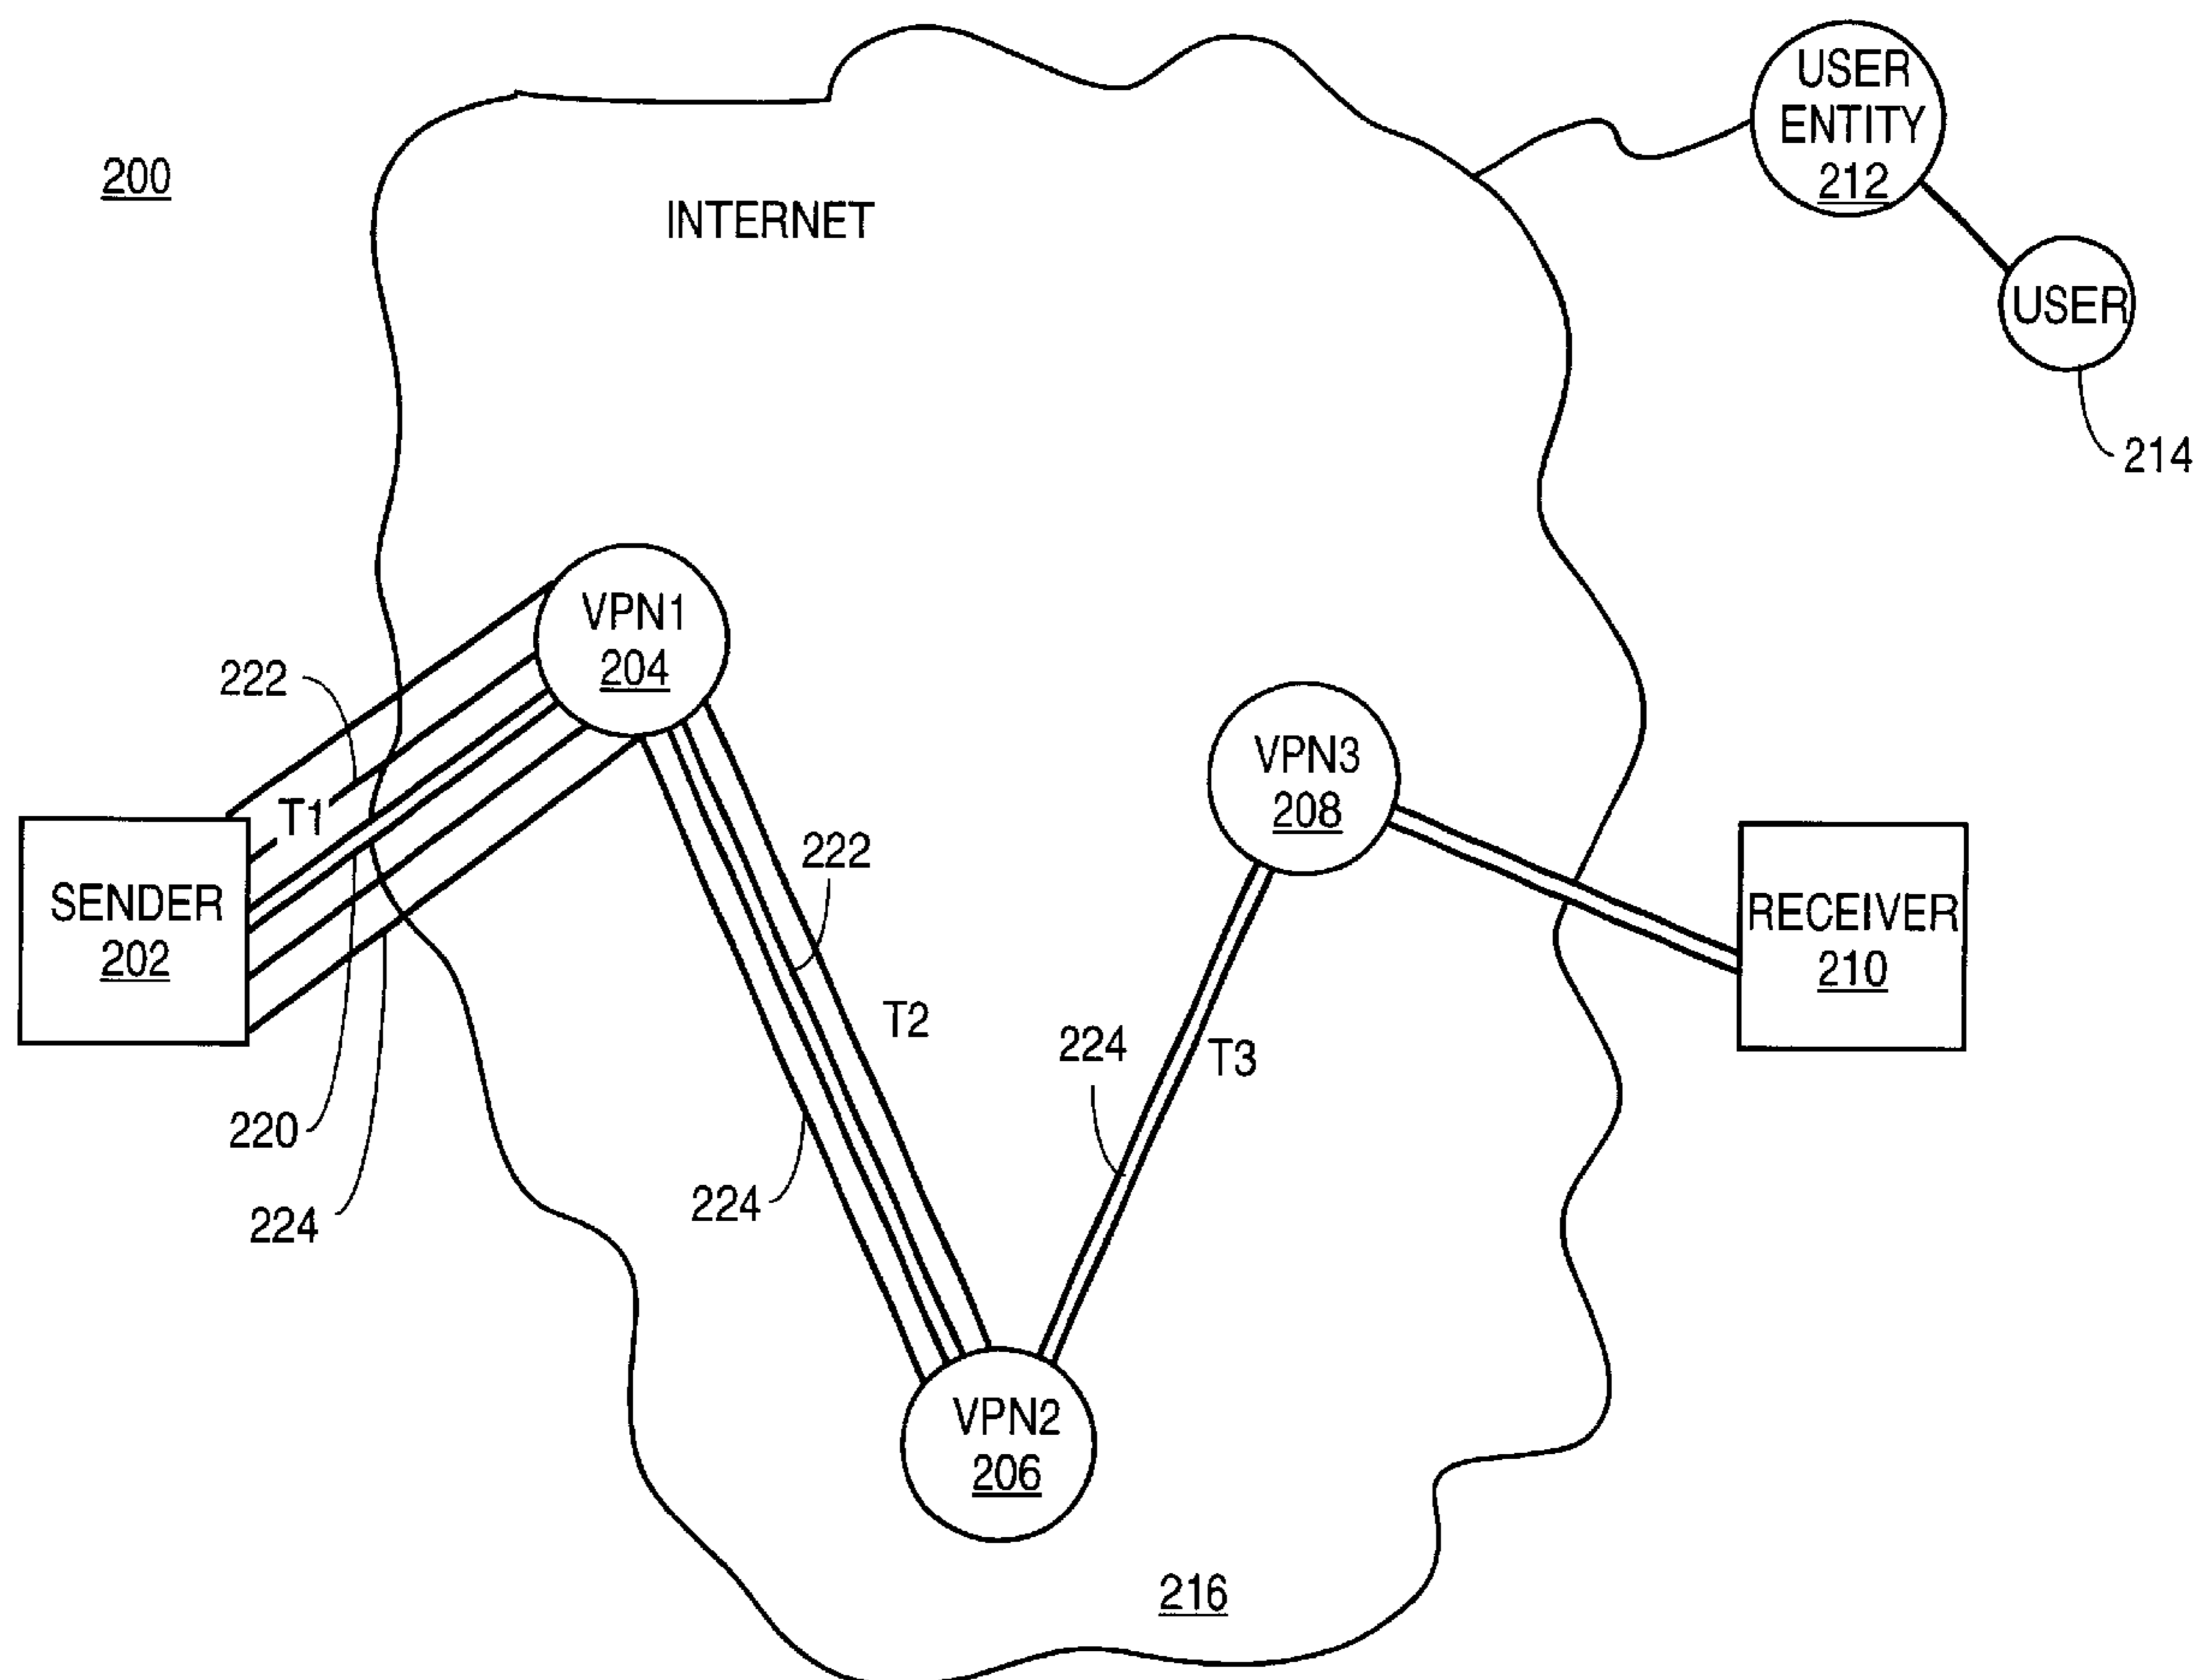 USER
ENTITY
212
200
INTERNET
USER
214
VPN1
204
222
VPN3
208
T1
222
SENDER
202
RECEIVER
210
T2
224
T3
220
224
224
VPN2
206
216